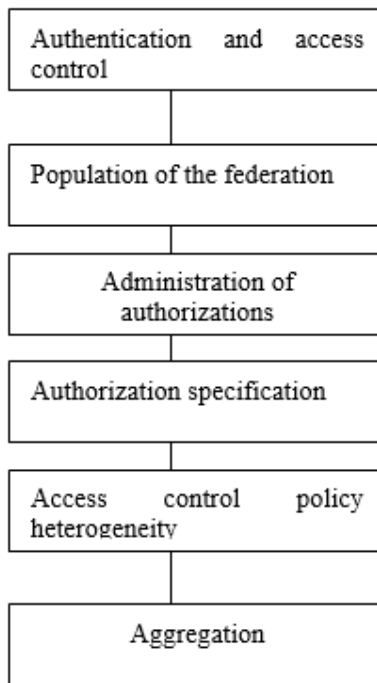 Authentication and access
control
Population of the federation
Administration of
authorizations
Authorization specification
Access control policy
heterogeneity
Aggregation